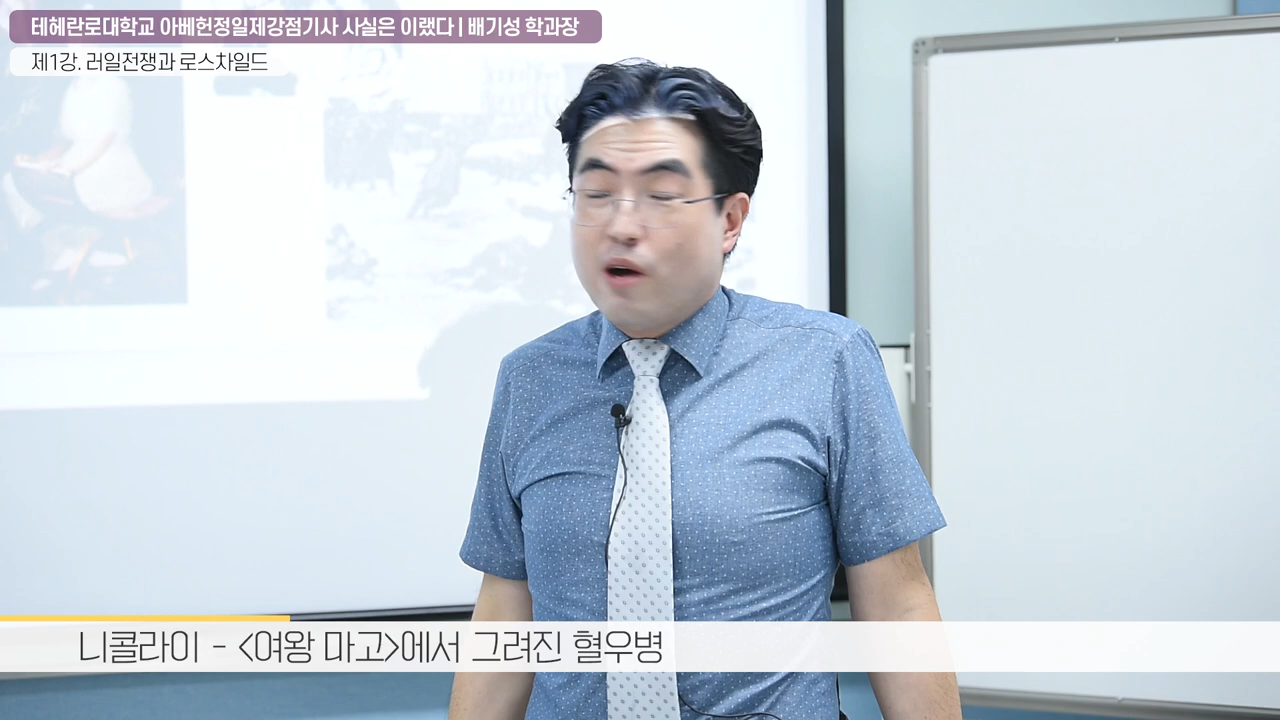 테헤란로대학교 아베헌정일제강점기사 사실은 이랬다 | 배기성 학과장
제1강. 러일전쟁과 로스차일드
니콜라이 - <여왕 마고>에서 그려진 혈우병